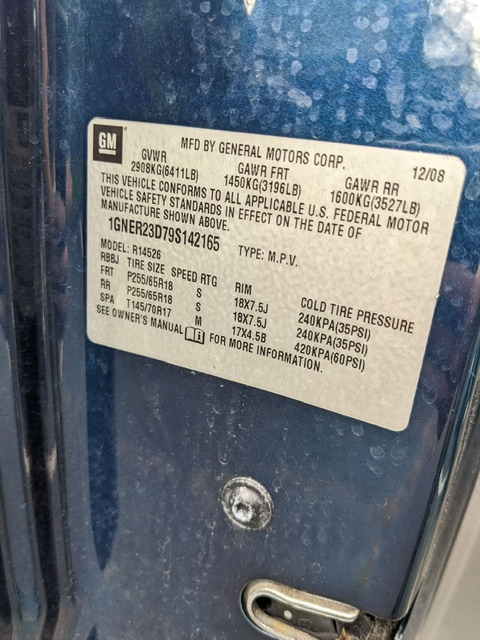 GM
MFD BY GENERAL MOTORS CORP. 12/08
GVWR GAWR FRT GAWR RR
2908KG(6411LB) 1450KG(3196LB) 1600KG(3527LB)
THIS VEHICLE CONFORMS TO ALL APPLICABLE U.S. FEDERAL MOTOR
VEHICLE SAFETY STANDARDS IN EFFECT ON THE DATE OF
MANUFACTURE SHOWN ABOVE.
1GNER23D79S142165 TYPE: M.P.V.
MODEL: R14526
RBBJ TIRE SIZE SPEED RTG RIM COLD TIRE PRESSURE
FRT P255/65R18 S 18X7.5J 240KPA(35PSI)
RR P255/65R18 S 18X7.5J 240KPA(35PSI)
SPA T145/70R17 M 17X4.5B 420KPA(60PSI)
SEE OWNER'S MANUAL i FOR MORE INFORMATION.